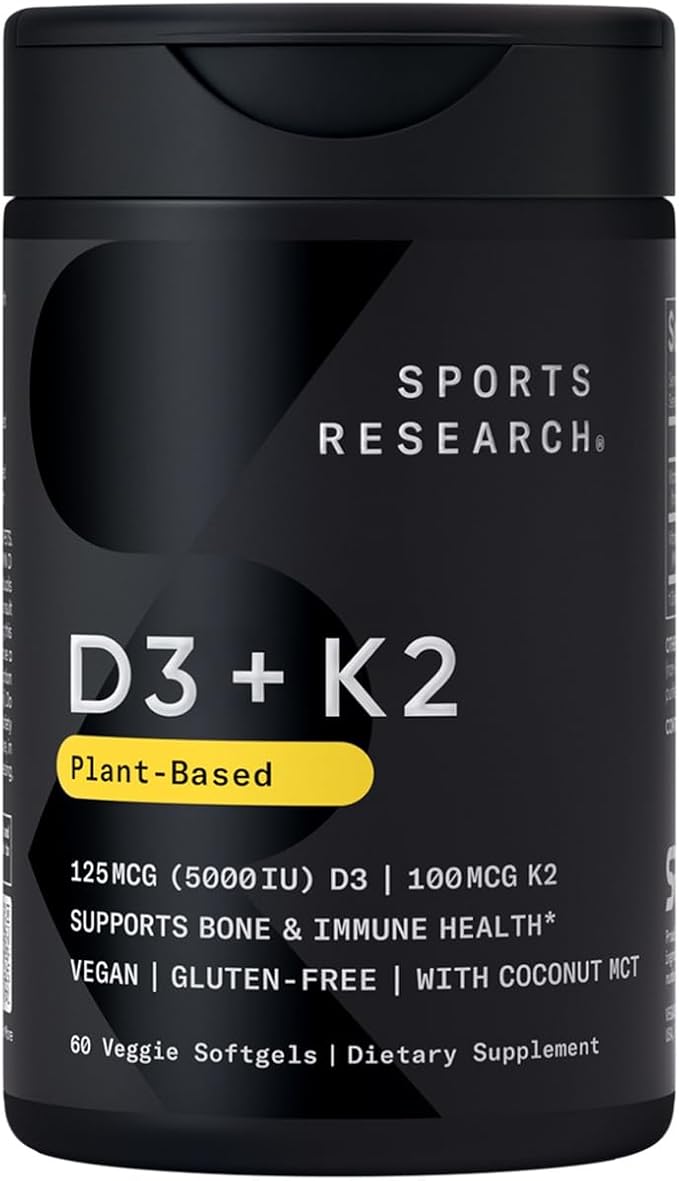 SPORTS
RESEARCH®
D3 + K2
Plant-Based
125MCG (5000IU) D3 | 100MCG K2
SUPPORTS BONE & IMMUNE HEALTH*
VEGAN | GLUTEN-FREE | WITH COCONUT MCT
60 Veggie Softgels | Dietary Supplement